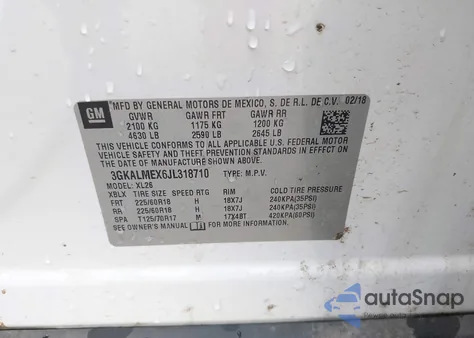 GM
MFD BY GENERAL MOTORS DE MEXICO, S. DE R.L. DE C.V. 02/18
GVWR GAWR FRT GAWR RR
2100 KG 1175 KG 1200 KG
4630 LB 2590 LB 2645 LB
THIS VEHICLE CONFORMS TO ALL APPLICABLE U.S. FEDERAL MOTOR
VEHICLE SAFETY AND THEFT PREVENTION STANDARDS IN EFFECT ON
THE DATE OF MANUFACTURE SHOWN ABOVE.
3GKALMEX6JL318710 TYPE: M.P.V.
MODEL: XL26
XBLX TIRE SIZE SPEED RTG RIM COLD TIRE PRESSURE
FRT 225/60R18 H 18X7J 240KPA(35PSI)
RR 225/60R18 H 18X7J 240KPA(35PSI)
SPA T125/70R17 M 17X4BT 420KPA(60PSI)
SEE OWNER'S MANUAL FOR MORE INFORMATION.
autaSnap